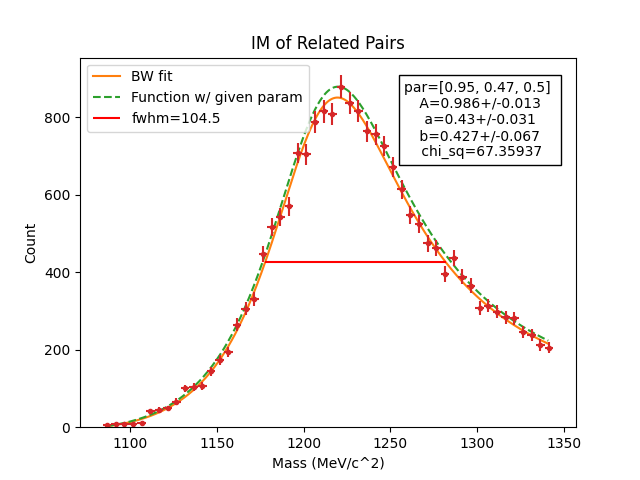 IM of Related Pairs
BW fit
Function w/ given param
fwhm=104.5
par=[0.95, 0.47, 0.5]
A=0.986+/-0.013
a=0.43+/-0.031
b=0.427+/-0.067
chi_sq=67.35937
Count
800
600
400
200
0
1100 1150 1200 1250 1300 1350
Mass (MeV/c^2)